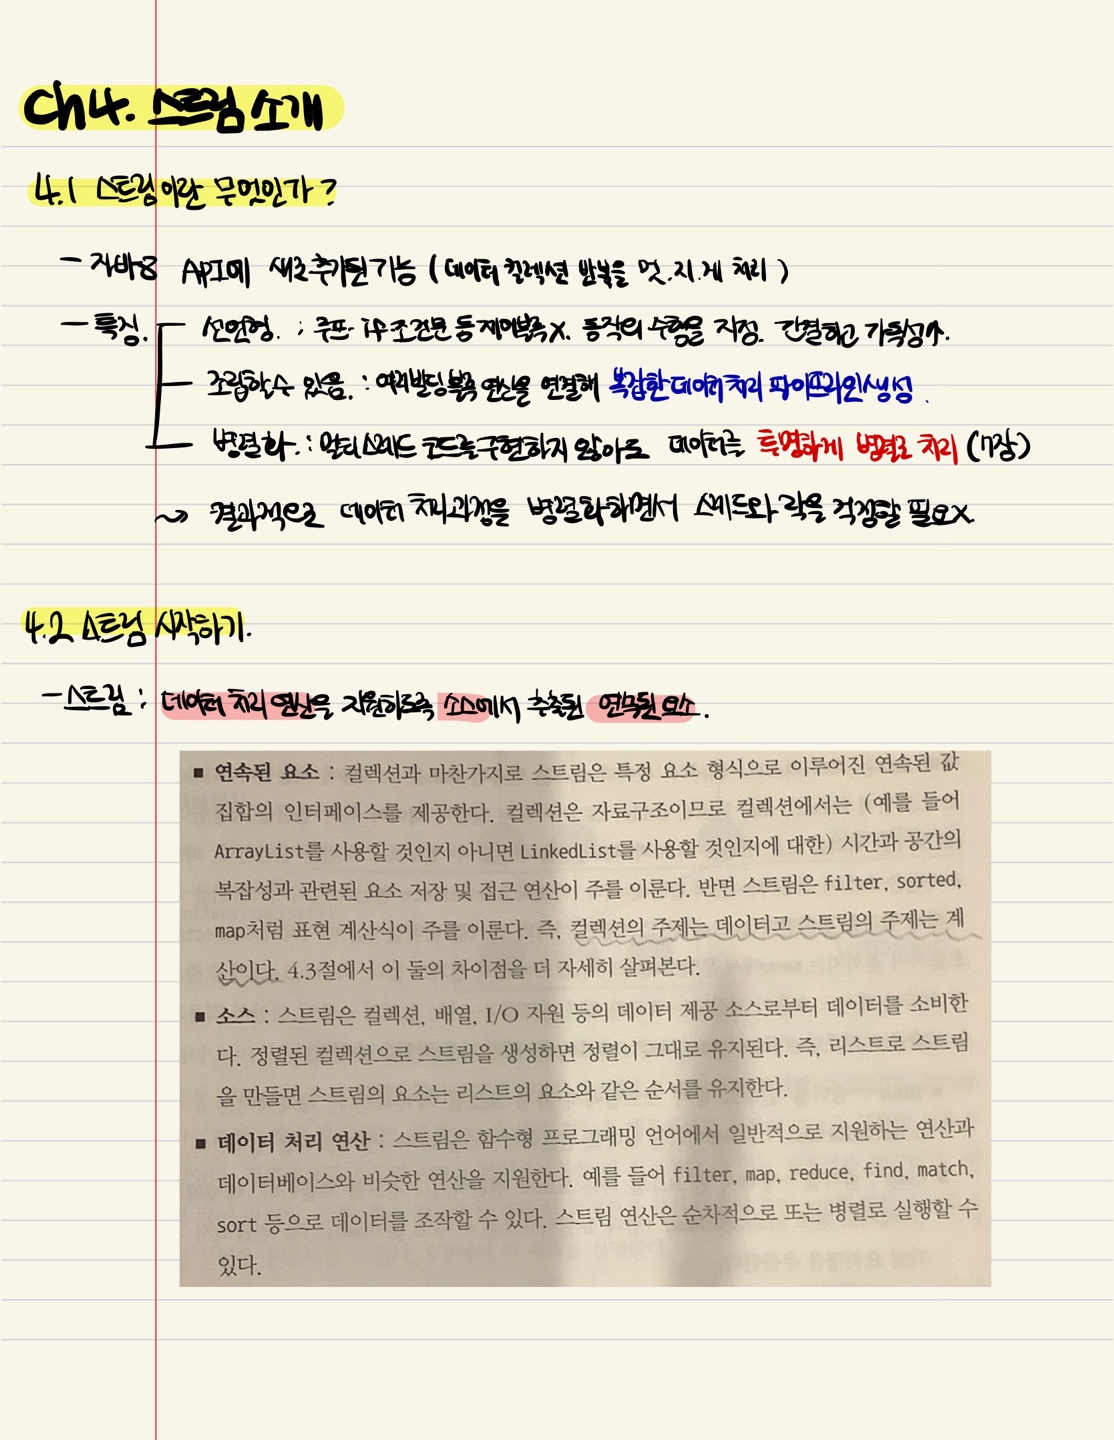 Ch4. 스트림 소개
4.1 스트림이란 무엇인가?
- 자바8 API에 새로 추가된 기능 (데이터 컬렉션 반복을 멋.지.게 처리)
- 특징. 선언형. : 루프·if조건문 등 제어블록X. 동작의 수행을 지정. 간결하고 가독성↑.
조립할 수 있음. : 여러 빌딩 블록 연산을 연결해 복잡한 데이터 처리 파이프라인 생성.
병렬화. : 멀티스레드 코드를 구현하지 않아도 데이터를 투명하게 병렬로 처리 (7장)
~> 결과적으로 데이터 처리과정을 병렬화하면서 스레드와 락을 걱정할 필요X.
4.2 스트림 시작하기.
- 스트림 : 데이터 처리 연산을 지원하도록 소스에서 추출된 연속된 요소.
■ 연속된 요소 : 컬렉션과 마찬가지로 스트림은 특정 요소 형식으로 이루어진 연속된 값
집합의 인터페이스를 제공한다. 컬렉션은 자료구조이므로 컬렉션에서는 (예를 들어
ArrayList를 사용할 것인지 아니면 LinkedList를 사용할 것인지에 대한) 시간과 공간의
복잡성과 관련된 요소 저장 및 접근 연산이 주를 이룬다. 반면 스트림은 filter, sorted,
map처럼 표현 계산식이 주를 이룬다. 즉, 컬렉션의 주제는 데이터고 스트림의 주제는 계
산이다. 4.3절에서 이 둘의 차이점을 더 자세히 살펴본다.
■ 소스 : 스트림은 컬렉션, 배열, I/O 자원 등의 데이터 제공 소스로부터 데이터를 소비한
다. 정렬된 컬렉션으로 스트림을 생성하면 정렬이 그대로 유지된다. 즉, 리스트로 스트림
을 만들면 스트림의 요소는 리스트의 요소와 같은 순서를 유지한다.
■ 데이터 처리 연산 : 스트림은 함수형 프로그래밍 언어에서 일반적으로 지원하는 연산과
데이터베이스와 비슷한 연산을 지원한다. 예를 들어 filter, map, reduce, find, match,
sort 등으로 데이터를 조작할 수 있다. 스트림 연산은 순차적으로 또는 병렬로 실행할 수
있다.